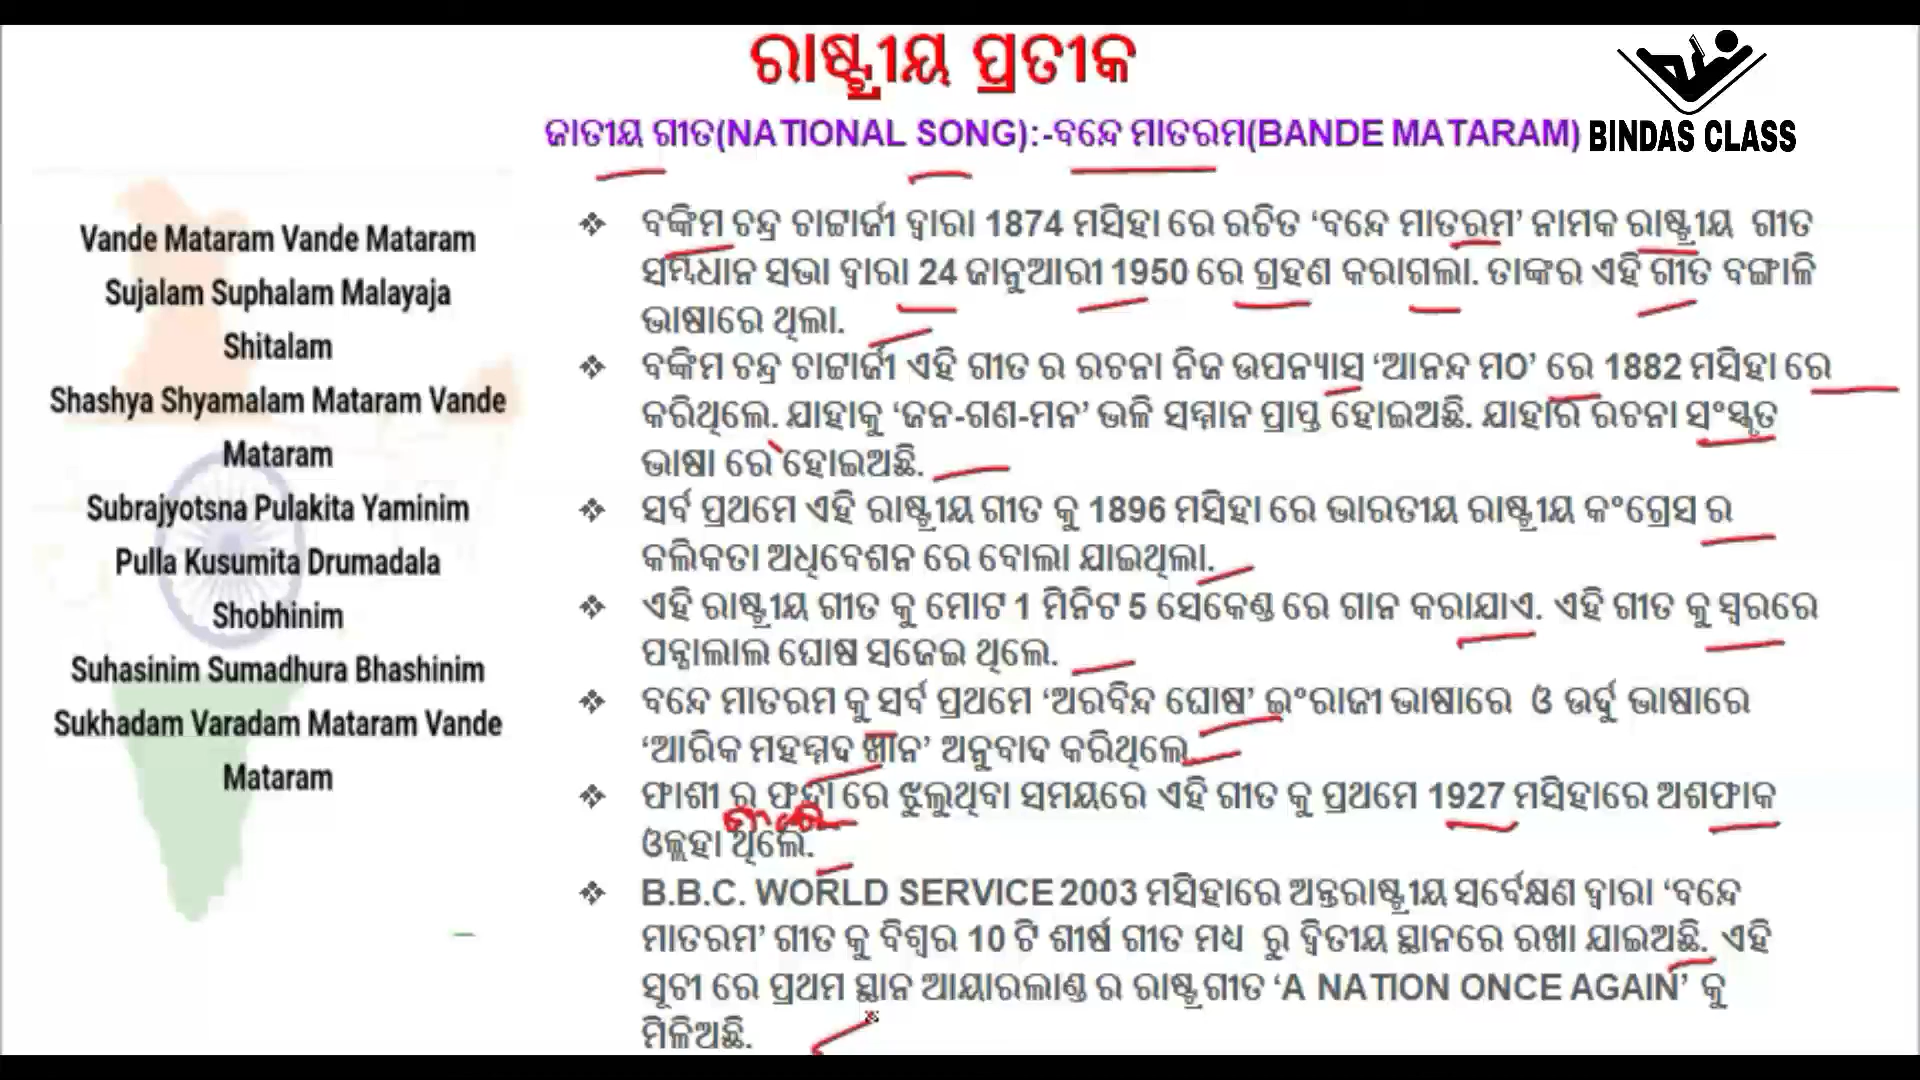 ରାଷ୍ଟ୍ରୀୟ ପ୍ରତୀକ
ଜାତୀୟ ଗୀତ(NATIONAL SONG):-ବନ୍ଦେ ମାତରମ(BANDE MATARAM)
BINDAS CLASS
Vande Mataram Vande Mataram
Sujalam Suphalam Malayaja
Shitalam
Shashya Shyamalam Mataram Vande
Mataram
Subrajyotsna Pulakita Yaminim
Pulla Kusumita Drumadala
Shobhinim
Suhasinim Sumadhura Bhashinim
Sukhadam Varadam Mataram Vande
Mataram
❖ ବଙ୍କିମ ଚନ୍ଦ୍ର ଚାଟ୍ଟାର୍ଜୀ ଦ୍ୱାରା 1874 ମସିହା ରେ ରଚିତ ‘ବନ୍ଦେ ମାତରମ’ ନାମକ ରାଷ୍ଟ୍ରୀୟ ଗୀତ
ସମ୍ବିଧାନ ସଭା ଦ୍ୱାରା 24 ଜାନୁଆରୀ 1950 ରେ ଗ୍ରହଣ କରାଗଲା. ତାଙ୍କର ଏହି ଗୀତ ବଙ୍ଗାଳି
ଭାଷାରେ ଥିଲା.
❖ ବଙ୍କିମ ଚନ୍ଦ୍ର ଚାଟ୍ଟାର୍ଜୀ ଏହି ଗୀତ ର ରଚନା ନିଜ ଉପନ୍ୟାସ ‘ଆନନ୍ଦ ମଠ’ ରେ 1882 ମସିହା ରେ
କରିଥିଲେ. ଯାହାକୁ ‘ଜନ-ଗଣ-ମନ’ ଭଳି ସମ୍ମାନ ପ୍ରାପ୍ତ ହୋଇଅଛି. ଯାହାର ରଚନା ସଂସ୍କୃତ
ଭାଷା ରେ ହୋଇଅଛି.
❖ ସର୍ବ ପ୍ରଥମେ ଏହି ରାଷ୍ଟ୍ରୀୟ ଗୀତ କୁ 1896 ମସିହା ରେ ଭାରତୀୟ ରାଷ୍ଟ୍ରୀୟ କଂଗ୍ରେସ ର
କଲିକତା ଅଧିବେଶନ ରେ ବୋଲା ଯାଇଥିଲା.
❖ ଏହି ରାଷ୍ଟ୍ରୀୟ ଗୀତ କୁ ମୋଟ 1 ମିନିଟ 5 ସେକେଣ୍ଡ ରେ ଗାନ କରାଯାଏ. ଏହି ଗୀତ କୁ ସ୍ୱରରେ
ପନ୍ନାଲାଲ ଘୋଷ ସଜେଇ ଥିଲେ.
❖ ବନ୍ଦେ ମାତରମ କୁ ସର୍ବ ପ୍ରଥମେ ‘ଅରବିନ୍ଦ ଘୋଷ’ ଇଂରାଜୀ ଭାଷାରେ ଓ ଉର୍ଦ୍ଦୁ ଭାଷାରେ
‘ଆରିକ ମହମ୍ମଦ ଖାନ’ ଅନୁବାଦ କରିଥିଲେ.
❖ ଫାଶୀ ର ଫନ୍ଦା ରେ ଝୁଲୁଥିବା ସମୟରେ ଏହି ଗୀତ କୁ ପ୍ରଥମେ 1927 ମସିହାରେ ଅଶଫାକ
ଓଲ୍ଲହା ଥିଲେ.
❖ B.B.C. WORLD SERVICE 2003 ମସିହାରେ ଅନ୍ତରାଷ୍ଟ୍ରୀୟ ସର୍ବେକ୍ଷଣ ଦ୍ୱାରା ‘ବନ୍ଦେ
ମାତରମ’ ଗୀତ କୁ ବିଶ୍ୱର 10 ଟି ଶୀର୍ଷ ଗୀତ ମଧ୍ୟ ରୁ ଦ୍ୱିତୀୟ ସ୍ଥାନରେ ରଖା ଯାଇଅଛି. ଏହି
ସୂଚୀ ରେ ପ୍ରଥମ ସ୍ଥାନ ଆୟାରଲାଣ୍ଡ ର ରାଷ୍ଟ୍ରଗୀତ ‘A NATION ONCE AGAIN’ କୁ
ମିଳିଅଛି.